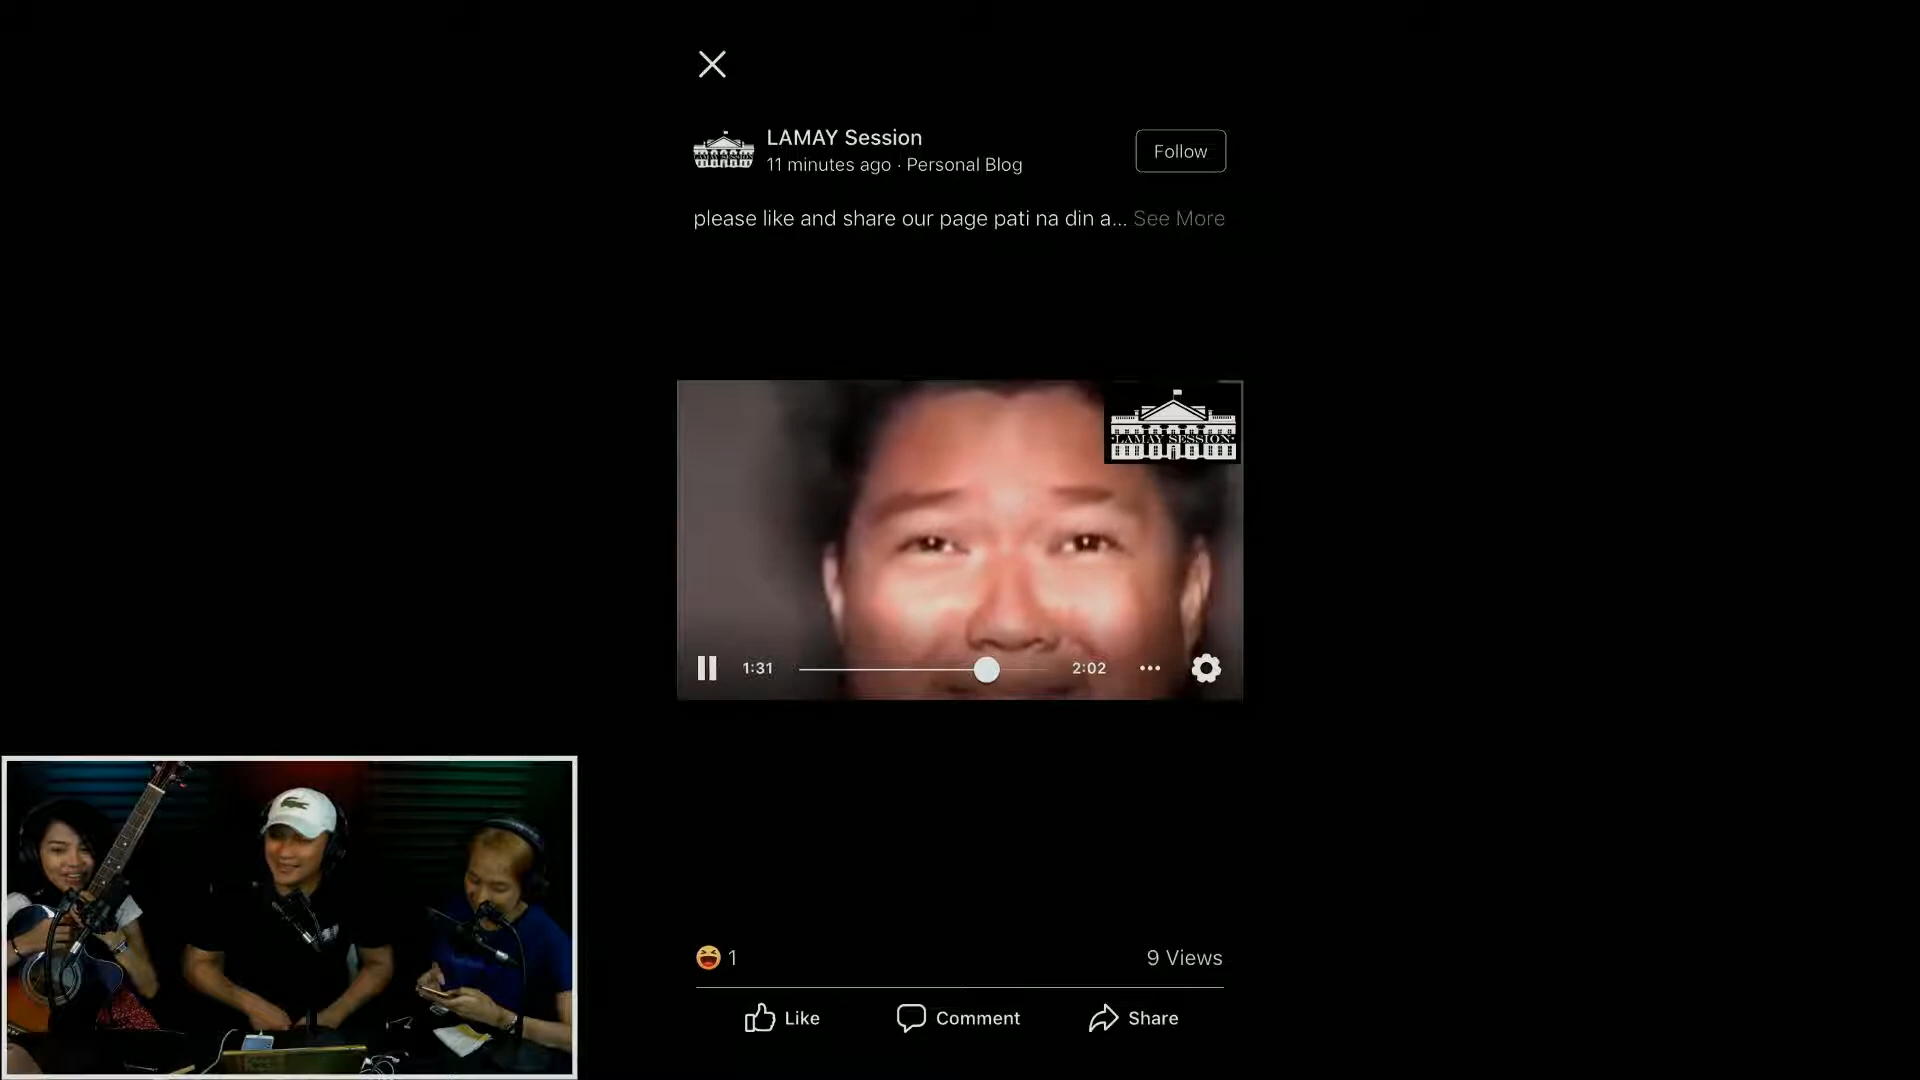 LAMAY Session
11 minutes ago · Personal Blog
Follow
please like and share our page pati na din a... See More
·LAMAY SESSION·
1:31
2:02
1
9 Views
Like
Comment
Share